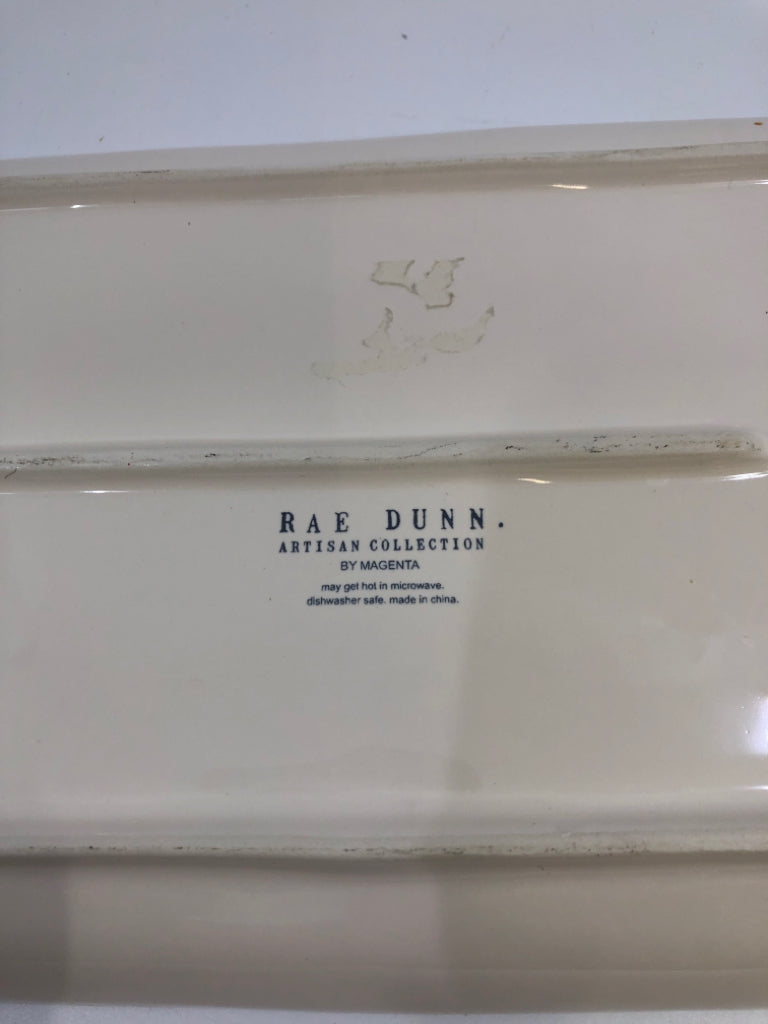 RAE DUNN.
ARTISAN COLLECTION
BY MAGENTA
may get hot in microwave.
dishwasher safe. made in china.